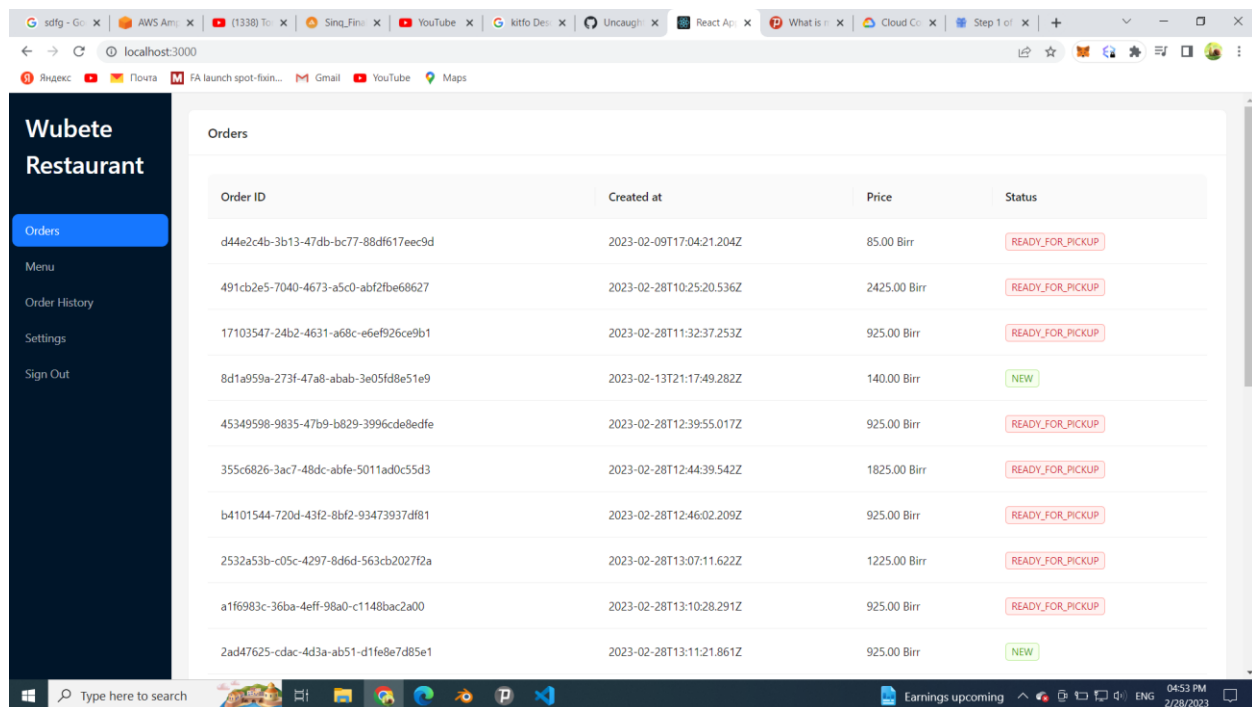 sdfg - Go
AWS Am
(1338) To
Sinq_Fina
YouTube
kitfo Des
Uncaugh
React Ap
What is
Cloud Co
Step 1 of
localhost:3000
Яндекс
Почта
FA launch spot-fixin...
Gmail
YouTube
Maps
Wubete
Restaurant
Orders
Menu
Order History
Settings
Sign Out
Orders
Order ID Created at Price Status
d44e2c4b-3b13-47db-bc77-88df617eec9d 2023-02-09T17:04:21.204Z 85.00 Birr READY_FOR_PICKUP
491cb2e5-7040-4673-a5c0-abf2fbe68627 2023-02-28T10:25:20.536Z 2425.00 Birr READY_FOR_PICKUP
17103547-24b2-4631-a68c-e6ef926ce9b1 2023-02-28T11:32:37.253Z 925.00 Birr READY_FOR_PICKUP
8d1a959a-273f-47a8-abab-3e05fd8e51e9 2023-02-13T21:17:49.282Z 140.00 Birr NEW
45349598-9835-47b9-b829-3996cde8edfe 2023-02-28T12:39:55.017Z 925.00 Birr READY_FOR_PICKUP
355c6826-3ac7-48dc-abfe-5011ad0c55d3 2023-02-28T12:44:39.542Z 1825.00 Birr READY_FOR_PICKUP
b4101544-720d-43f2-8bf2-93473937df81 2023-02-28T12:46:02.209Z 925.00 Birr READY_FOR_PICKUP
2532a53b-c05c-4297-8d6d-563cb2027f2a 2023-02-28T13:07:11.622Z 1225.00 Birr READY_FOR_PICKUP
a1f6983c-36ba-4eff-98a0-c1148bac2a00 2023-02-28T13:10:28.291Z 925.00 Birr READY_FOR_PICKUP
2ad47625-cdac-4d3a-ab51-d1fe8e7d85e1 2023-02-28T13:11:21.861Z 925.00 Birr NEW
Type here to search
Earnings upcoming
ENG
04:53 PM
2/28/2023